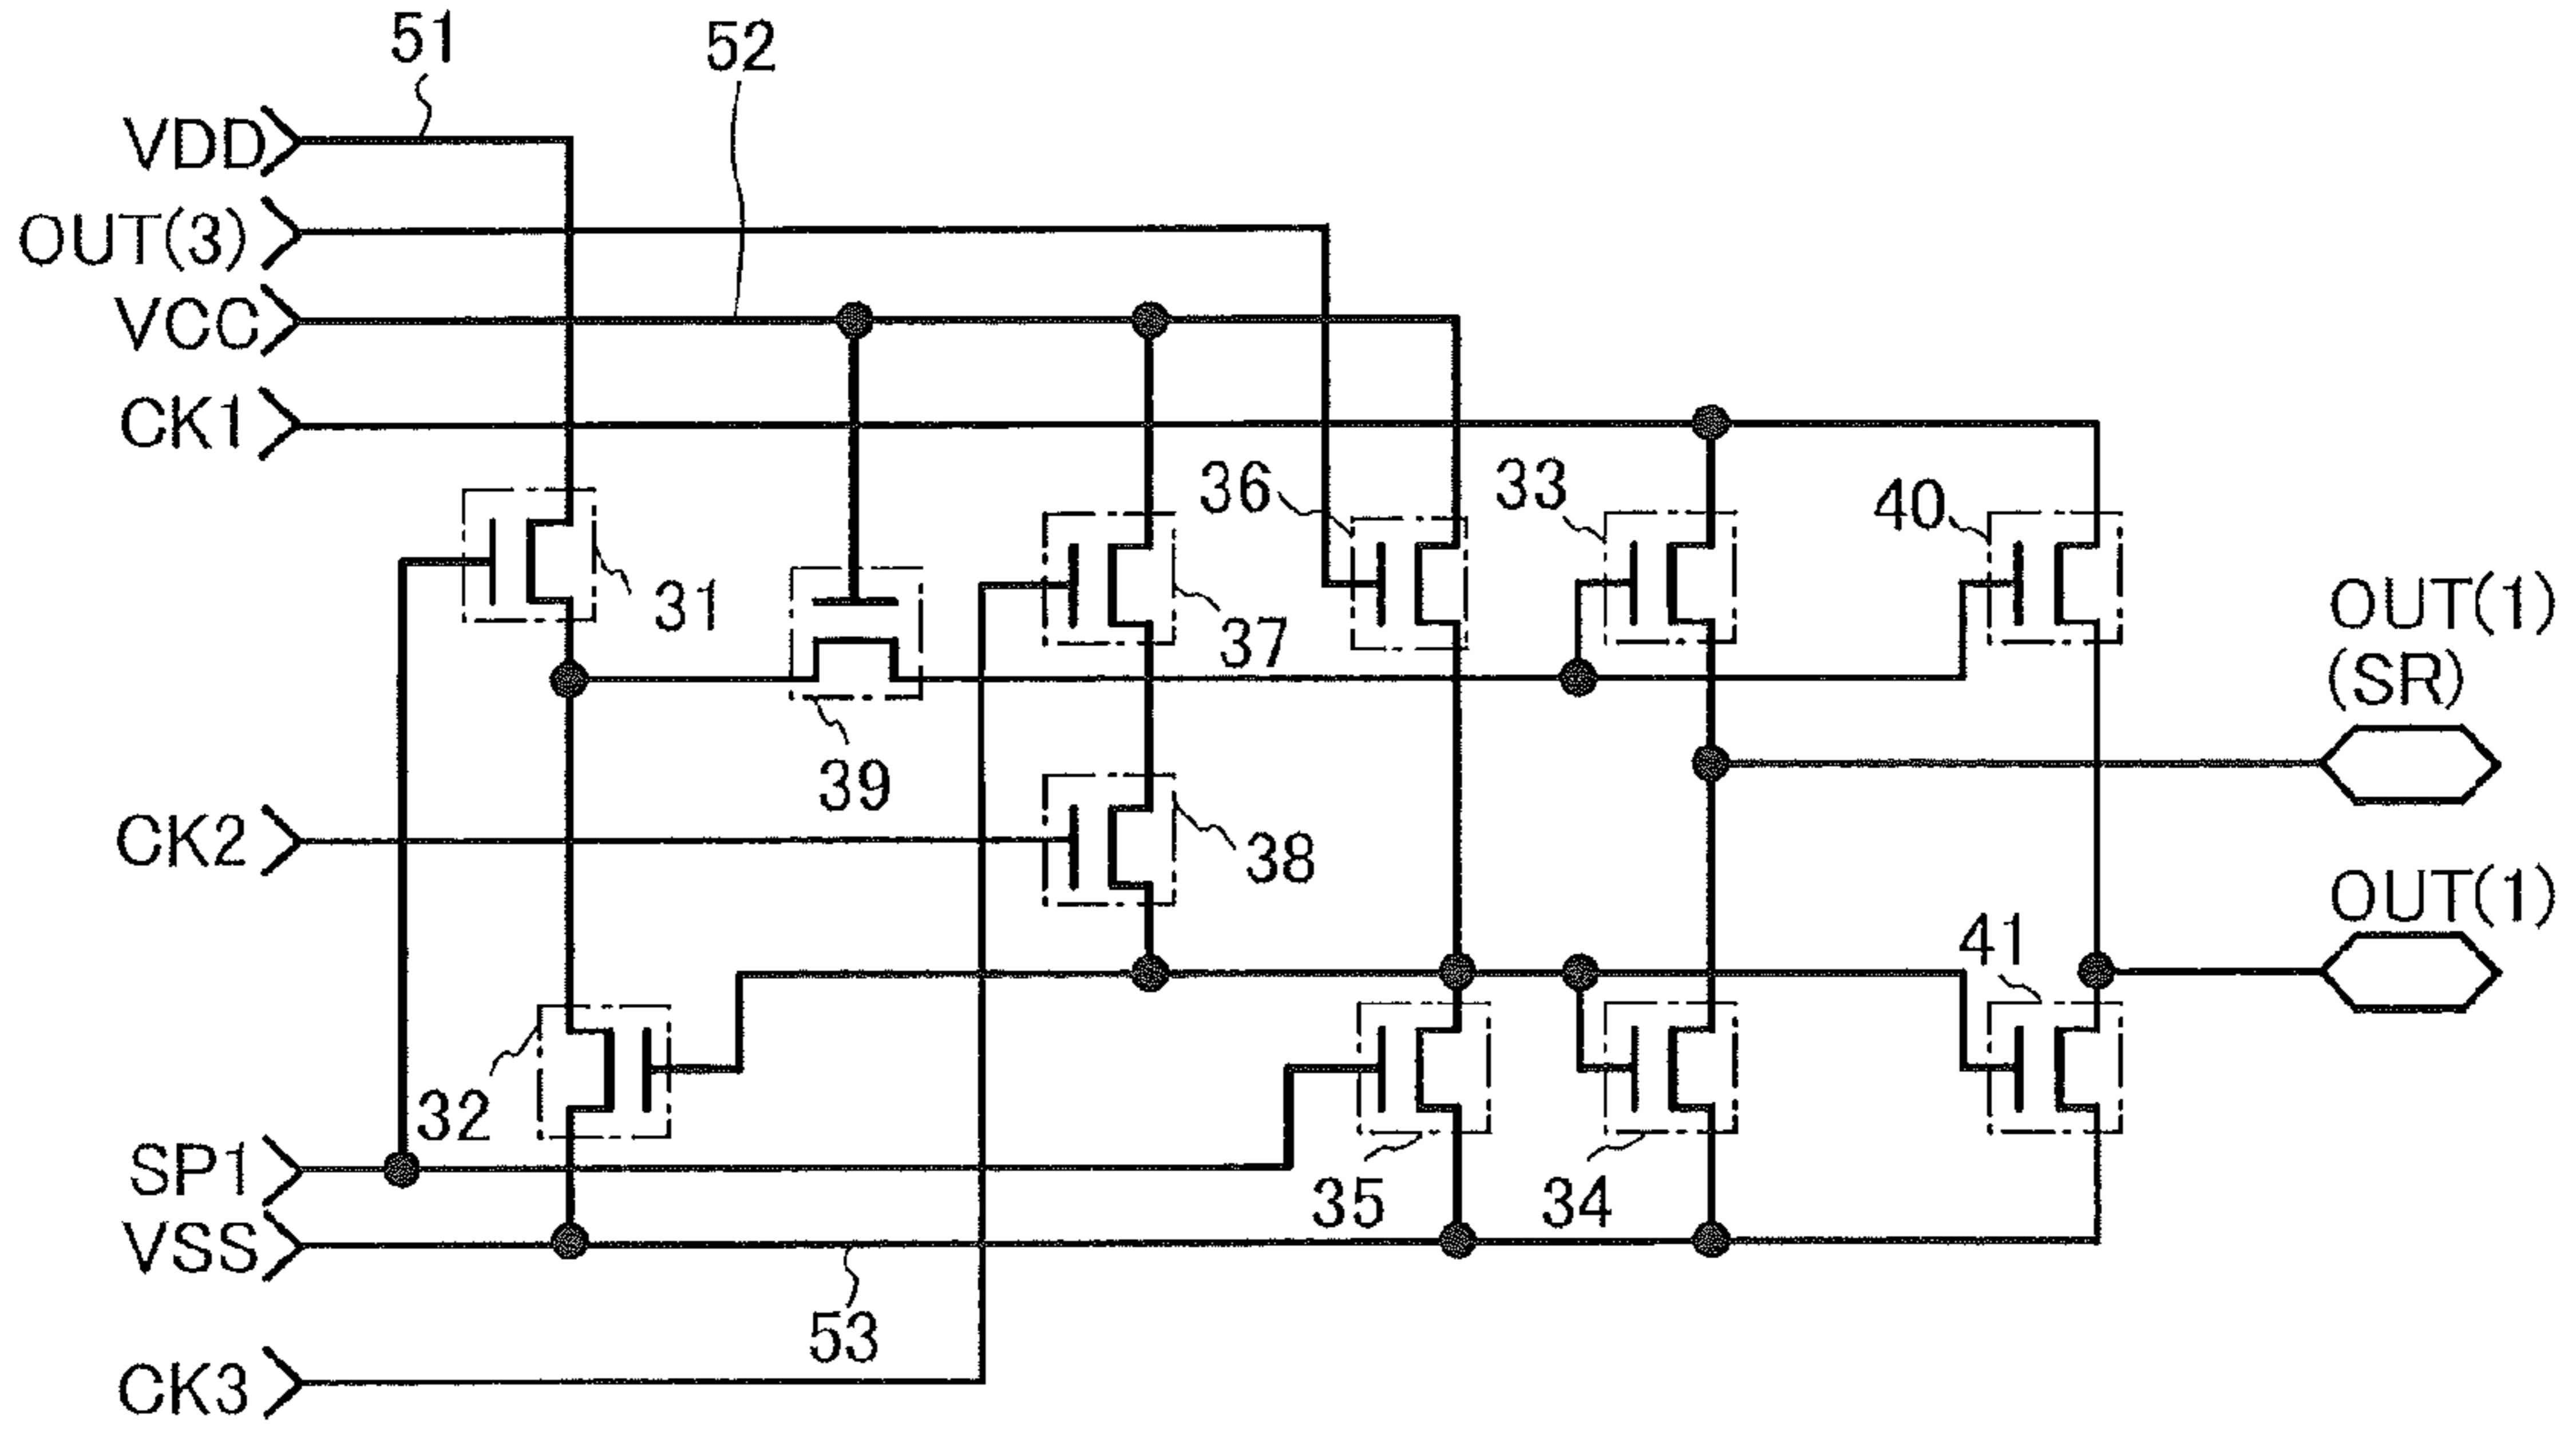 51
52
VDD
OUT(3)
VCC
CK1
36
33
40
31
37
OUT(1)
(SR)
39
CK2
38
OUT(1)
41
32
SP1
35
34
VSS
53
CK3